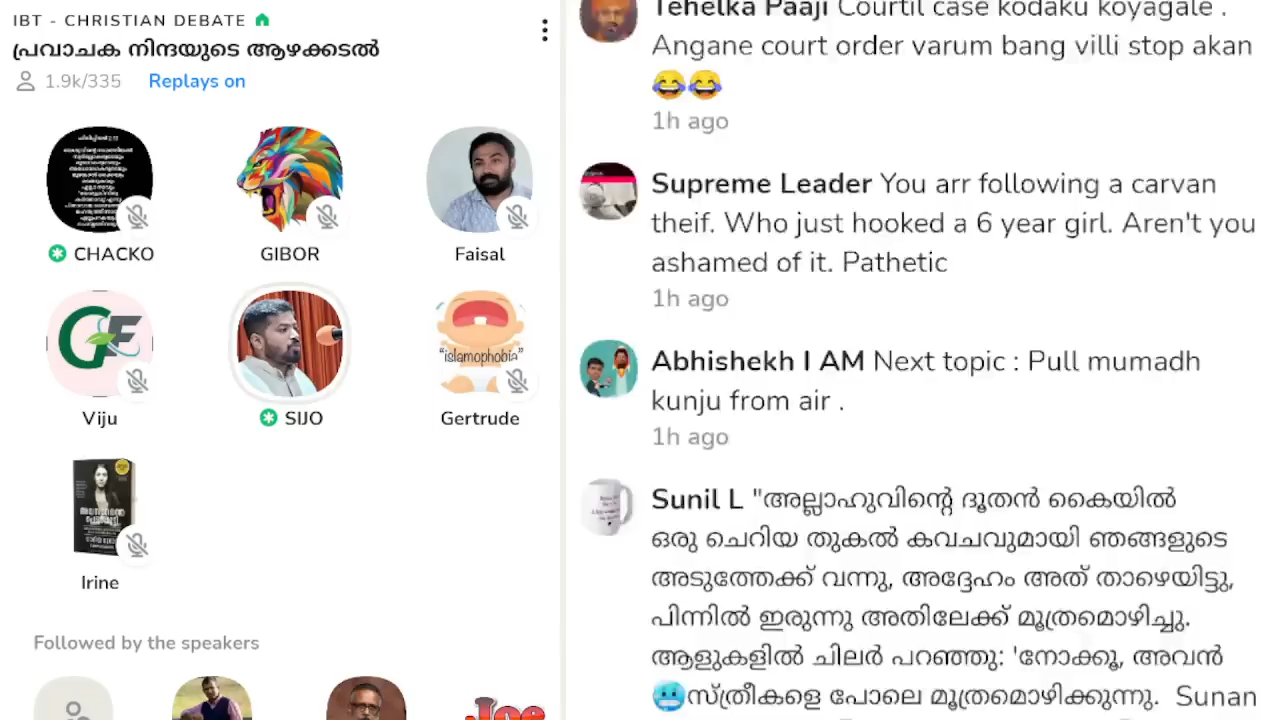 IBT - CHRISTIAN DEBATE
പ്രവാചക നിന്ദയുടെ ആഴക്കടൽ
1.9k/335 Replays on
CHACKO
GIBOR
Faisal
"islamophobia"
GE
Viju
SIJO
Gertrude
Irine
Followed by the speakers
Joe
Tehelka Paaji Courtil case kodaku koyagale .
Angane court order varum bang villi stop akan
😂😂
1h ago
Supreme Leader You arr following a carvan
theif. Who just hooked a 6 year girl. Aren't you
ashamed of it. Pathetic
1h ago
Abhishekh I AM Next topic : Pull mumadh
kunju from air .
1h ago
Sunil L "അല്ലാഹുവിന്റെ ദൂതൻ കൈയിൽ
ഒരു ചെറിയ തുകൽ കവചവുമായി ഞങ്ങളുടെ
അടുത്തേക്ക് വന്നു, അദ്ദേഹം അത് താഴെയിട്ടു,
പിന്നിൽ ഇരുന്നു അതിലേക്ക് മൂത്രമൊഴിച്ചു.
ആളുകളിൽ ചിലർ പറഞ്ഞു: 'നോക്കൂ, അവൻ
🥶സ്ത്രീകളെ പോലെ മൂത്രമൊഴിക്കുന്നു. Sunan